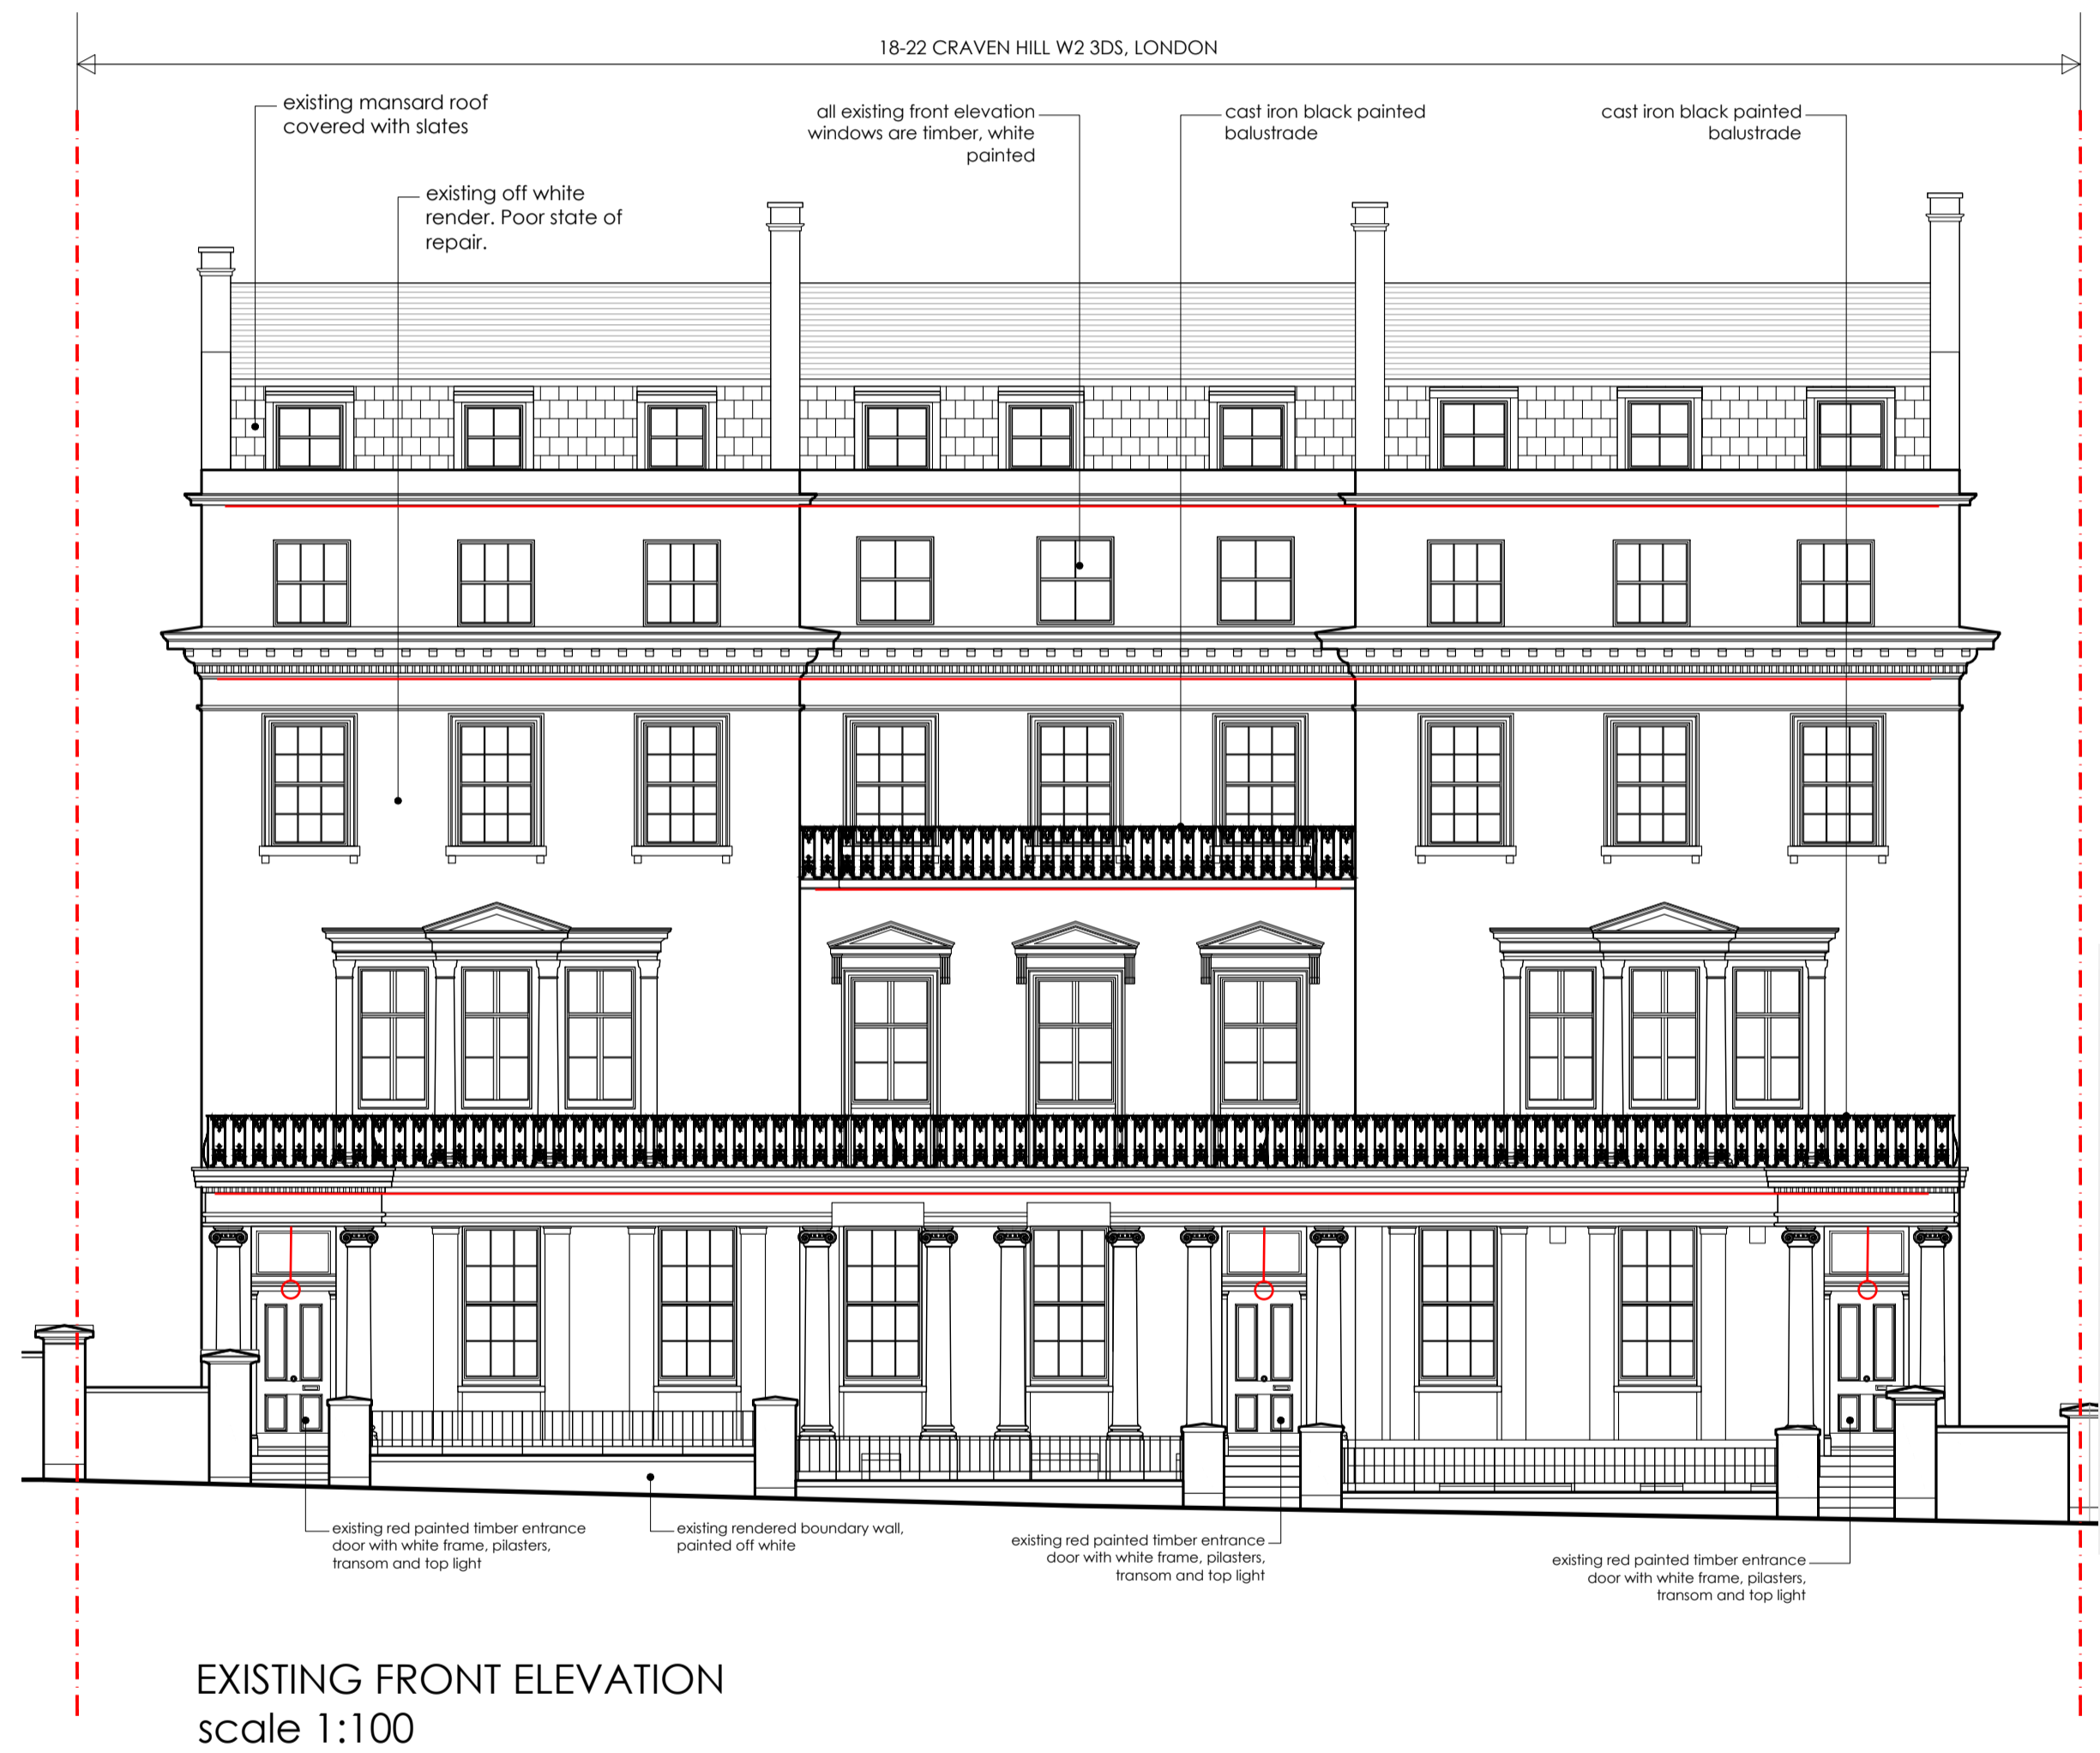 18-22 CRAVEN HILL W2 3DS, LONDON
existing mansard roof
covered with slates
all existing front elevation
windows are timber, white
painted
cast iron black painted
balustrade
cast iron black painted
balustrade
existing off white
render. Poor state of
repair.
existing red painted timber entrance
door with white frame, pilasters,
transom and top light
existing rendered boundary wall,
painted off white
existing red painted timber entrance
door with white frame, pilasters,
transom and top light
existing red painted timber entrance
door with white frame, pilasters,
transom and top light
EXISTING FRONT ELEVATION
scale 1:100